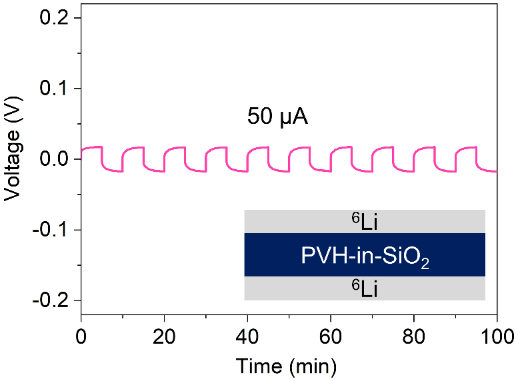 0.2
0.1
0.0
-0.1
-0.2
Voltage (V)
50 μA
⁶Li
PVH-in-SiO₂
⁶Li
0 20 40 60 80 100
Time (min)